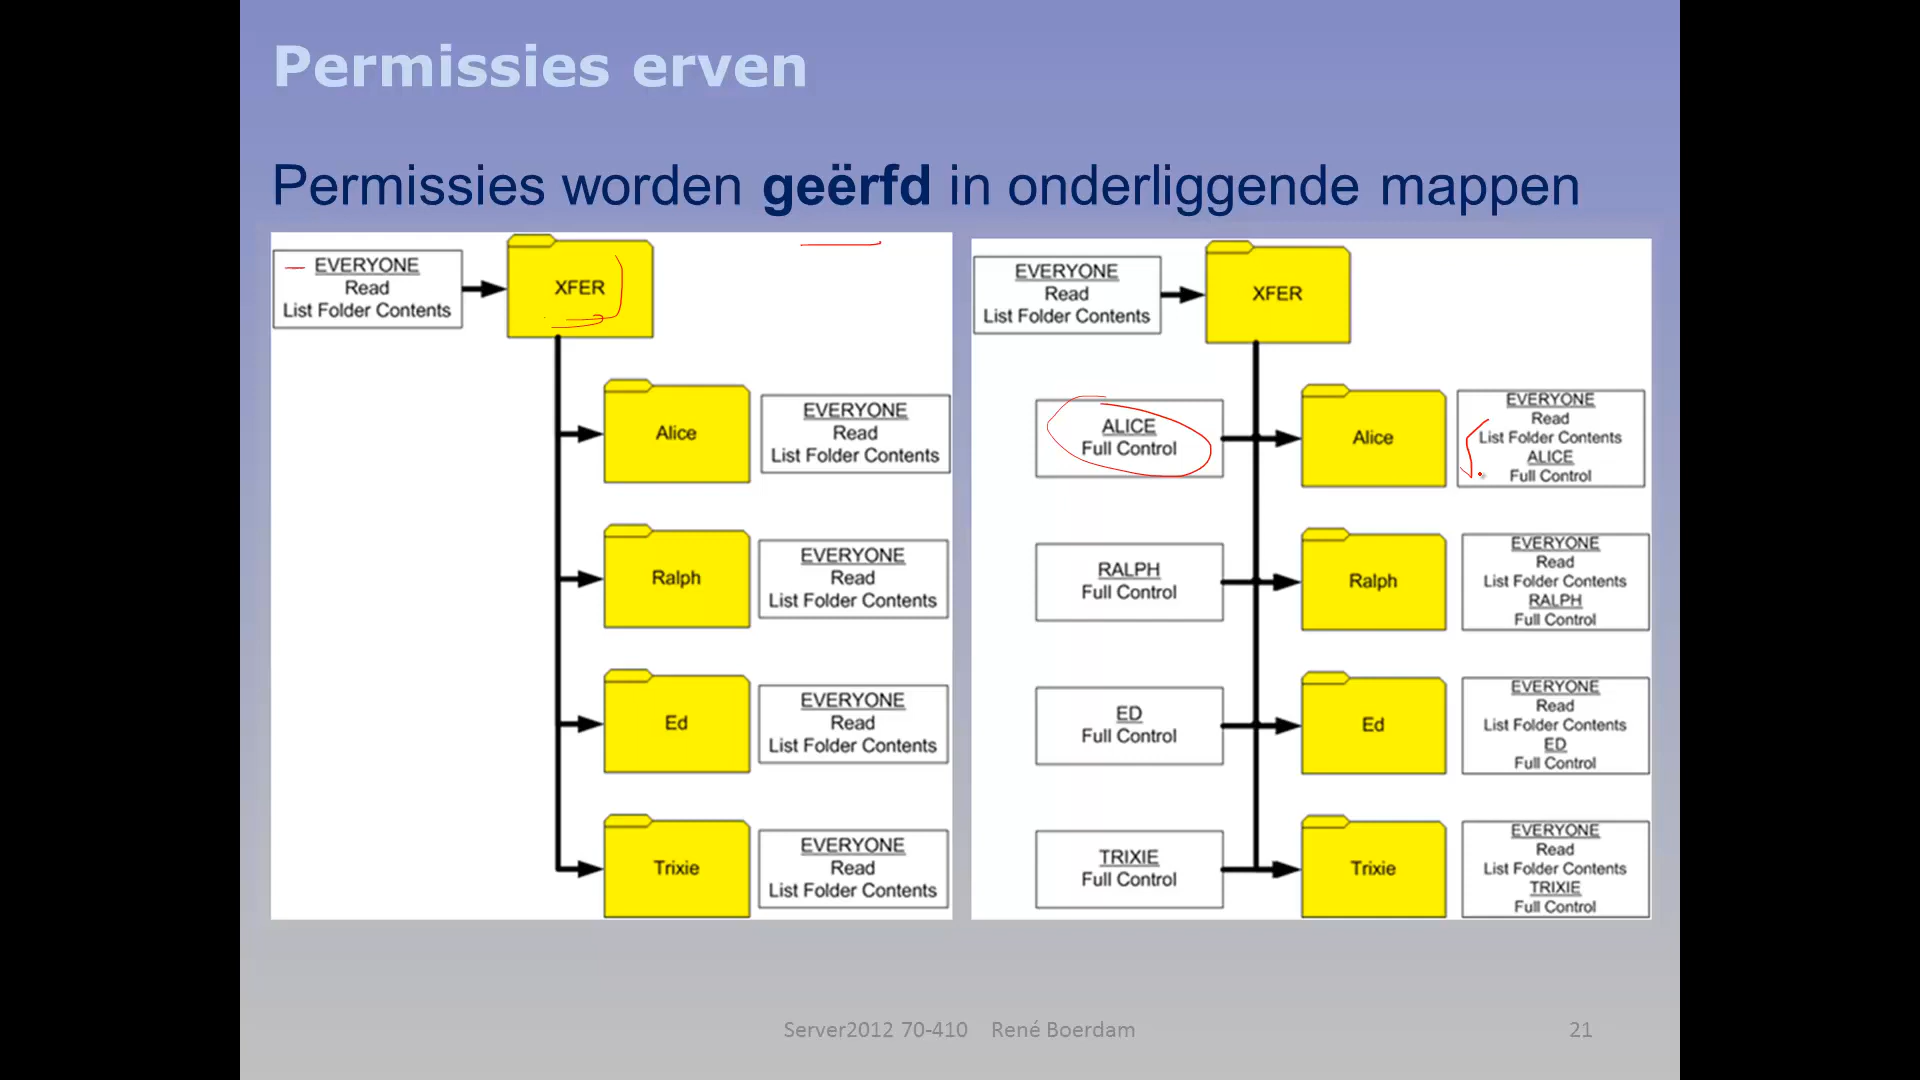 Permissies erven
Permissies worden geërfd in onderliggende mappen
EVERYONE
Read
List Folder Contents
XFER
Alice
EVERYONE
Read
List Folder Contents
Ralph
EVERYONE
Read
List Folder Contents
Ed
EVERYONE
Read
List Folder Contents
Trixie
EVERYONE
Read
List Folder Contents
EVERYONE
Read
List Folder Contents
XFER
ALICE
Full Control
Alice
EVERYONE
Read
List Folder Contents
ALICE
Full Control
RALPH
Full Control
Ralph
EVERYONE
Read
List Folder Contents
RALPH
Full Control
ED
Full Control
Ed
EVERYONE
Read
List Folder Contents
ED
Full Control
TRIXIE
Full Control
Trixie
EVERYONE
Read
List Folder Contents
TRIXIE
Full Control
Server2012 70-410 René Boerdam
21